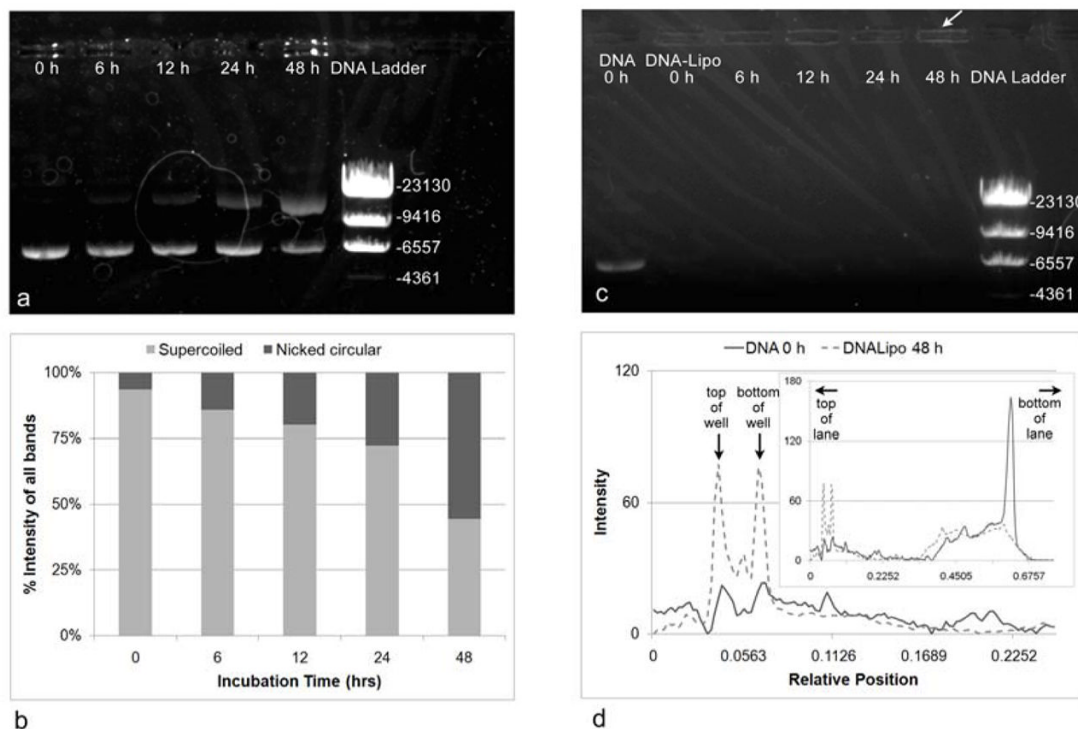 0 h 6 h 12 h 24 h 48 h DNA Ladder
-23130
-9416
-6557
-4361
a
Supercoiled Nicked circular
100%
75%
50%
25%
0%
% Intensity of all bands
0 6 12 24 48
Incubation Time (hrs)
b
DNA DNA-Lipo
0 h 0 h 6 h 12 h 24 h 48 h DNA Ladder
-23130
-9416
-6557
-4361
c
DNA 0 h DNALipo 48 h
120
60
0
Intensity
top
of
well
bottom
of
well
180
120
60
0
top
of
lane
bottom
of
lane
0 0.2252 0.4505 0.6757
0 0.0563 0.1126 0.1689 0.2252
Relative Position
d